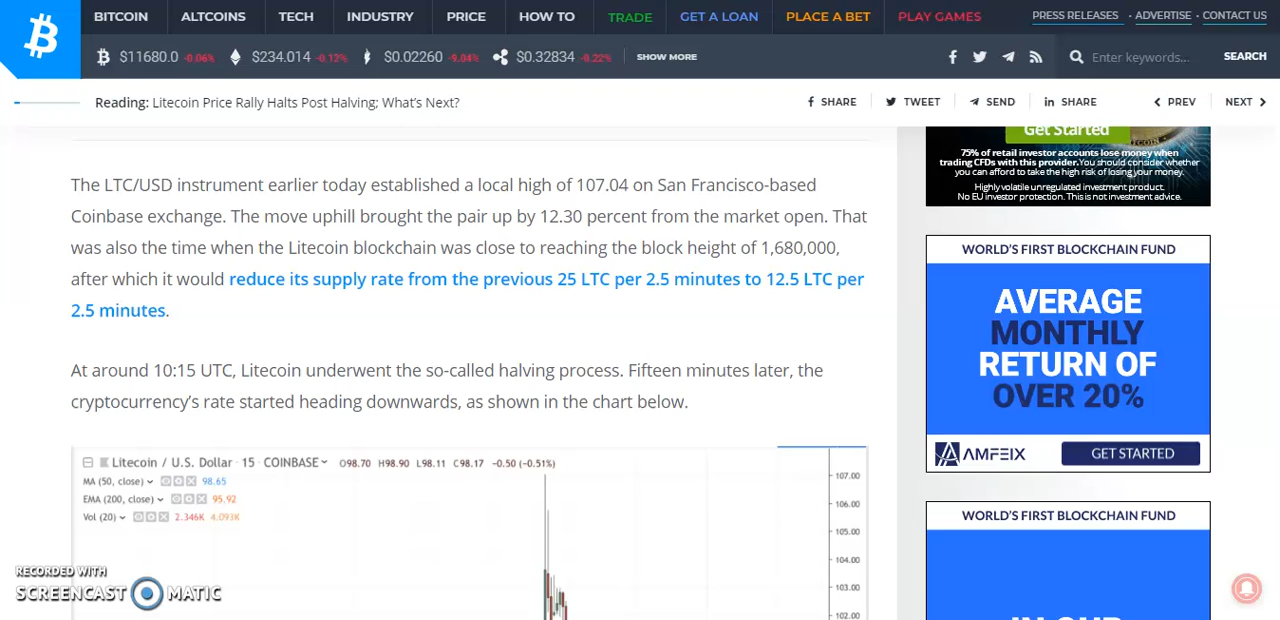 BITCOIN ALTCOINS TECH INDUSTRY PRICE HOW TO TRADE GET A LOAN PLACE A BET PLAY GAMES PRESS RELEASES · ADVERTISE · CONTACT US
$11680.0 -0.06% $234.014 -0.12% $0.02260 -9.04% $0.32834 -8.22% SHOW MORE Enter keywords... SEARCH
Reading: Litecoin Price Rally Halts Post Halving; What's Next? SHARE TWEET SEND SHARE PREV NEXT
The LTC/USD instrument earlier today established a local high of 107.04 on San Francisco-based
Coinbase exchange. The move uphill brought the pair up by 12.30 percent from the market open. That
was also the time when the Litecoin blockchain was close to reaching the block height of 1,680,000,
after which it would reduce its supply rate from the previous 25 LTC per 2.5 minutes to 12.5 LTC per
2.5 minutes.
At around 10:15 UTC, Litecoin underwent the so-called halving process. Fifteen minutes later, the
cryptocurrency's rate started heading downwards, as shown in the chart below.
Litecoin / U.S. Dollar · 15 · COINBASE O98.70 H98.90 L98.11 C98.17 -0.50 (-0.51%)
MA (50, close) 98.65
EMA (200, close) 95.92
Vol (20) 2.346K 4.093K
107.00
106.00
105.00
104.00
103.00
102.00
RECORDED WITH
SCREENCAST MATIC
Get Started
75% of retail investor accounts lose money when
trading CFDs with this provider. You should consider whether
you can afford to take the high risk of losing your money.
Highly volatile unregulated investment product.
No EU investor protection. This is not investment advice.
WORLD'S FIRST BLOCKCHAIN FUND
AVERAGE
MONTHLY
RETURN OF
OVER 20%
AMFEIX GET STARTED
WORLD'S FIRST BLOCKCHAIN FUND
IN OUR